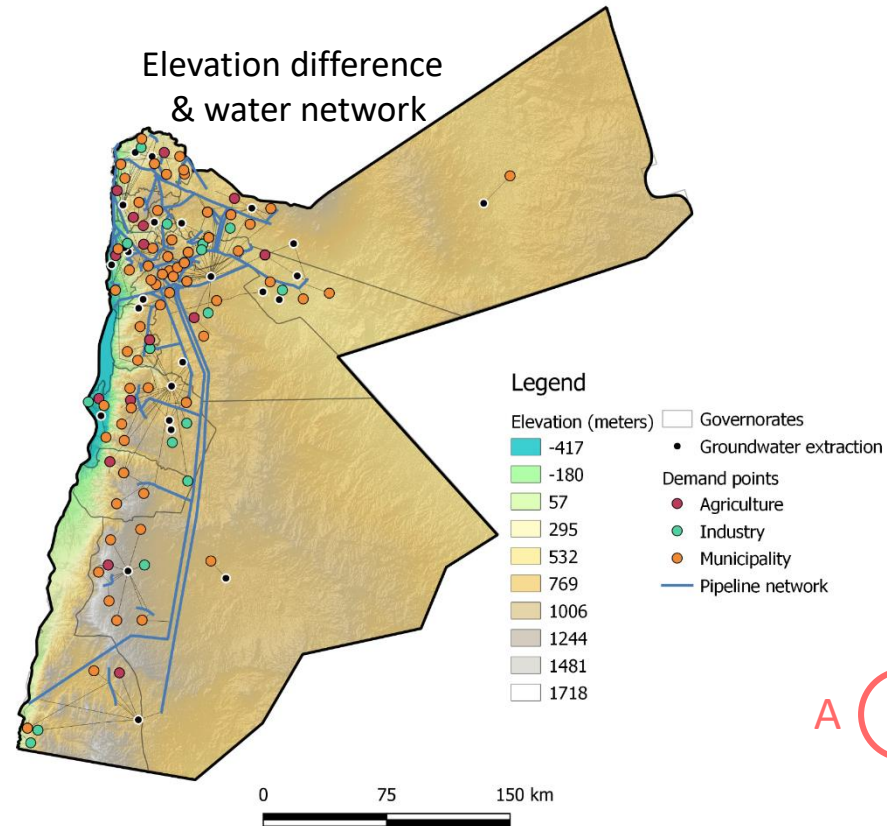 Elevation difference
& water network
Legend
Elevation (meters)
-417
-180
57
295
532
769
1006
1244
1481
1718
Governorates
Groundwater extraction
Demand points
Agriculture
Industry
Municipality
Pipeline network
A
0 75 150 km